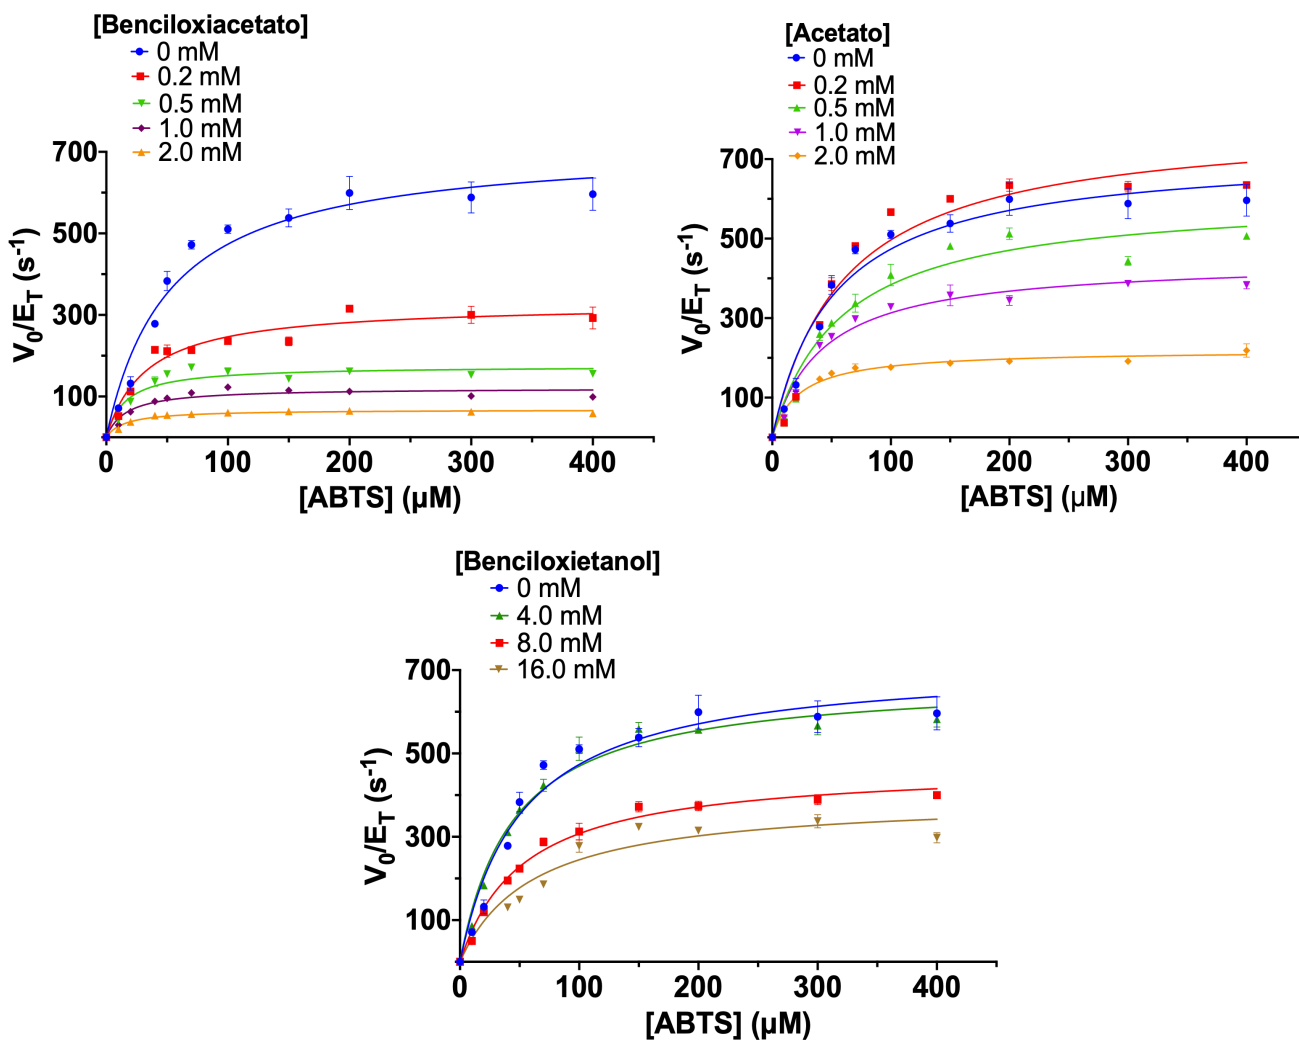 [Benciloxiacetato]
0 mM
0.2 mM
0.5 mM
1.0 mM
2.0 mM
700
500
300
100
V0/ET (s-1)
0 100 200 300 400
[ABTS] (µM)
[Acetato]
0 mM
0.2 mM
0.5 mM
1.0 mM
2.0 mM
700
500
300
100
V0/ET (s-1)
0 100 200 300 400
[ABTS] (µM)
[Benciloxietanol]
0 mM
4.0 mM
8.0 mM
16.0 mM
700
500
300
100
V0/ET (s-1)
0 100 200 300 400
[ABTS] (µM)